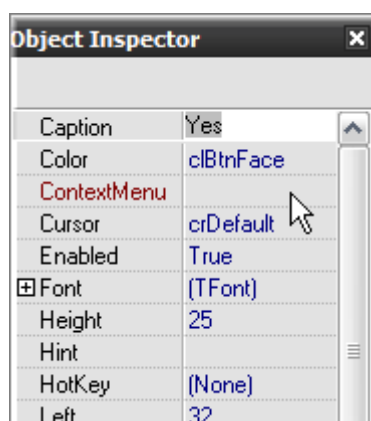 Object Inspector
Caption Yes
Color clBtnFace
ContextMenu
Cursor crDefault
Enabled True
Font (TFont)
Height 25
Hint
HotKey (None)
Left 32